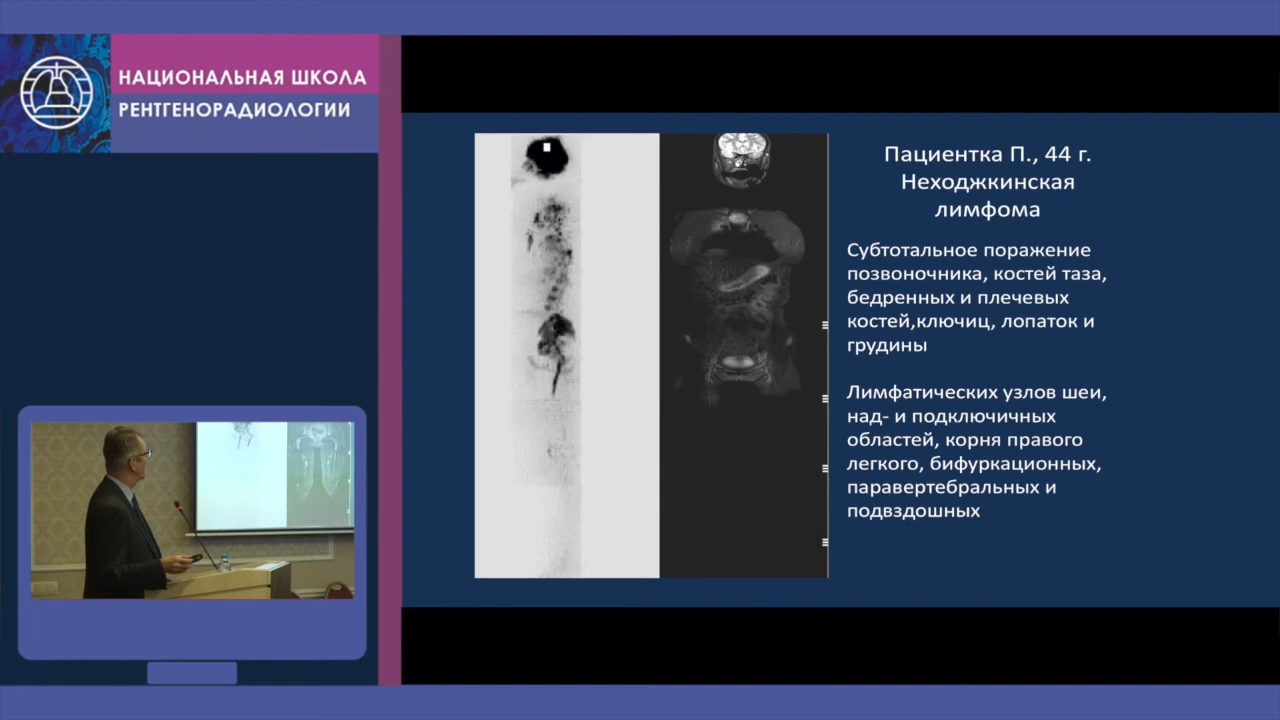 НАЦИОНАЛЬНАЯ ШКОЛА
РЕНТГЕНОРАДИОЛОГИИ
Пациентка П., 44 г.
Неходжкинская
лимфома
Субтотальное поражение
позвоночника, костей таза,
бедренных и плечевых
костей,ключиц, лопаток и
грудины
Лимфатических узлов шеи,
над- и подключичных
областей, корня правого
легкого, бифуркационных,
паравертебральных и
подвздошных